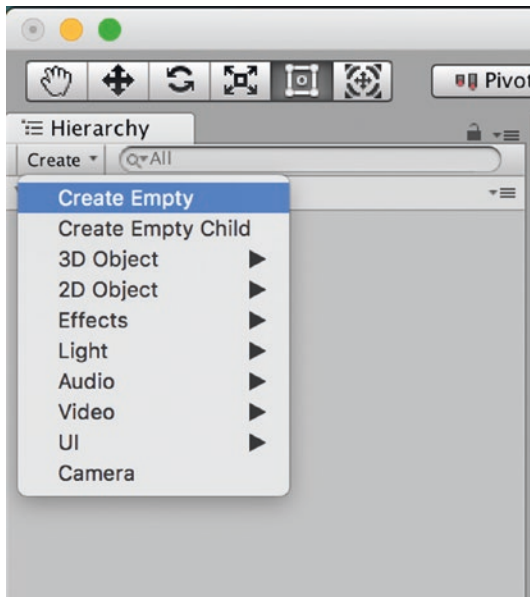 Pivot
Hierarchy
Create All
Create Empty
Create Empty Child
3D Object
2D Object
Effects
Light
Audio
Video
UI
Camera